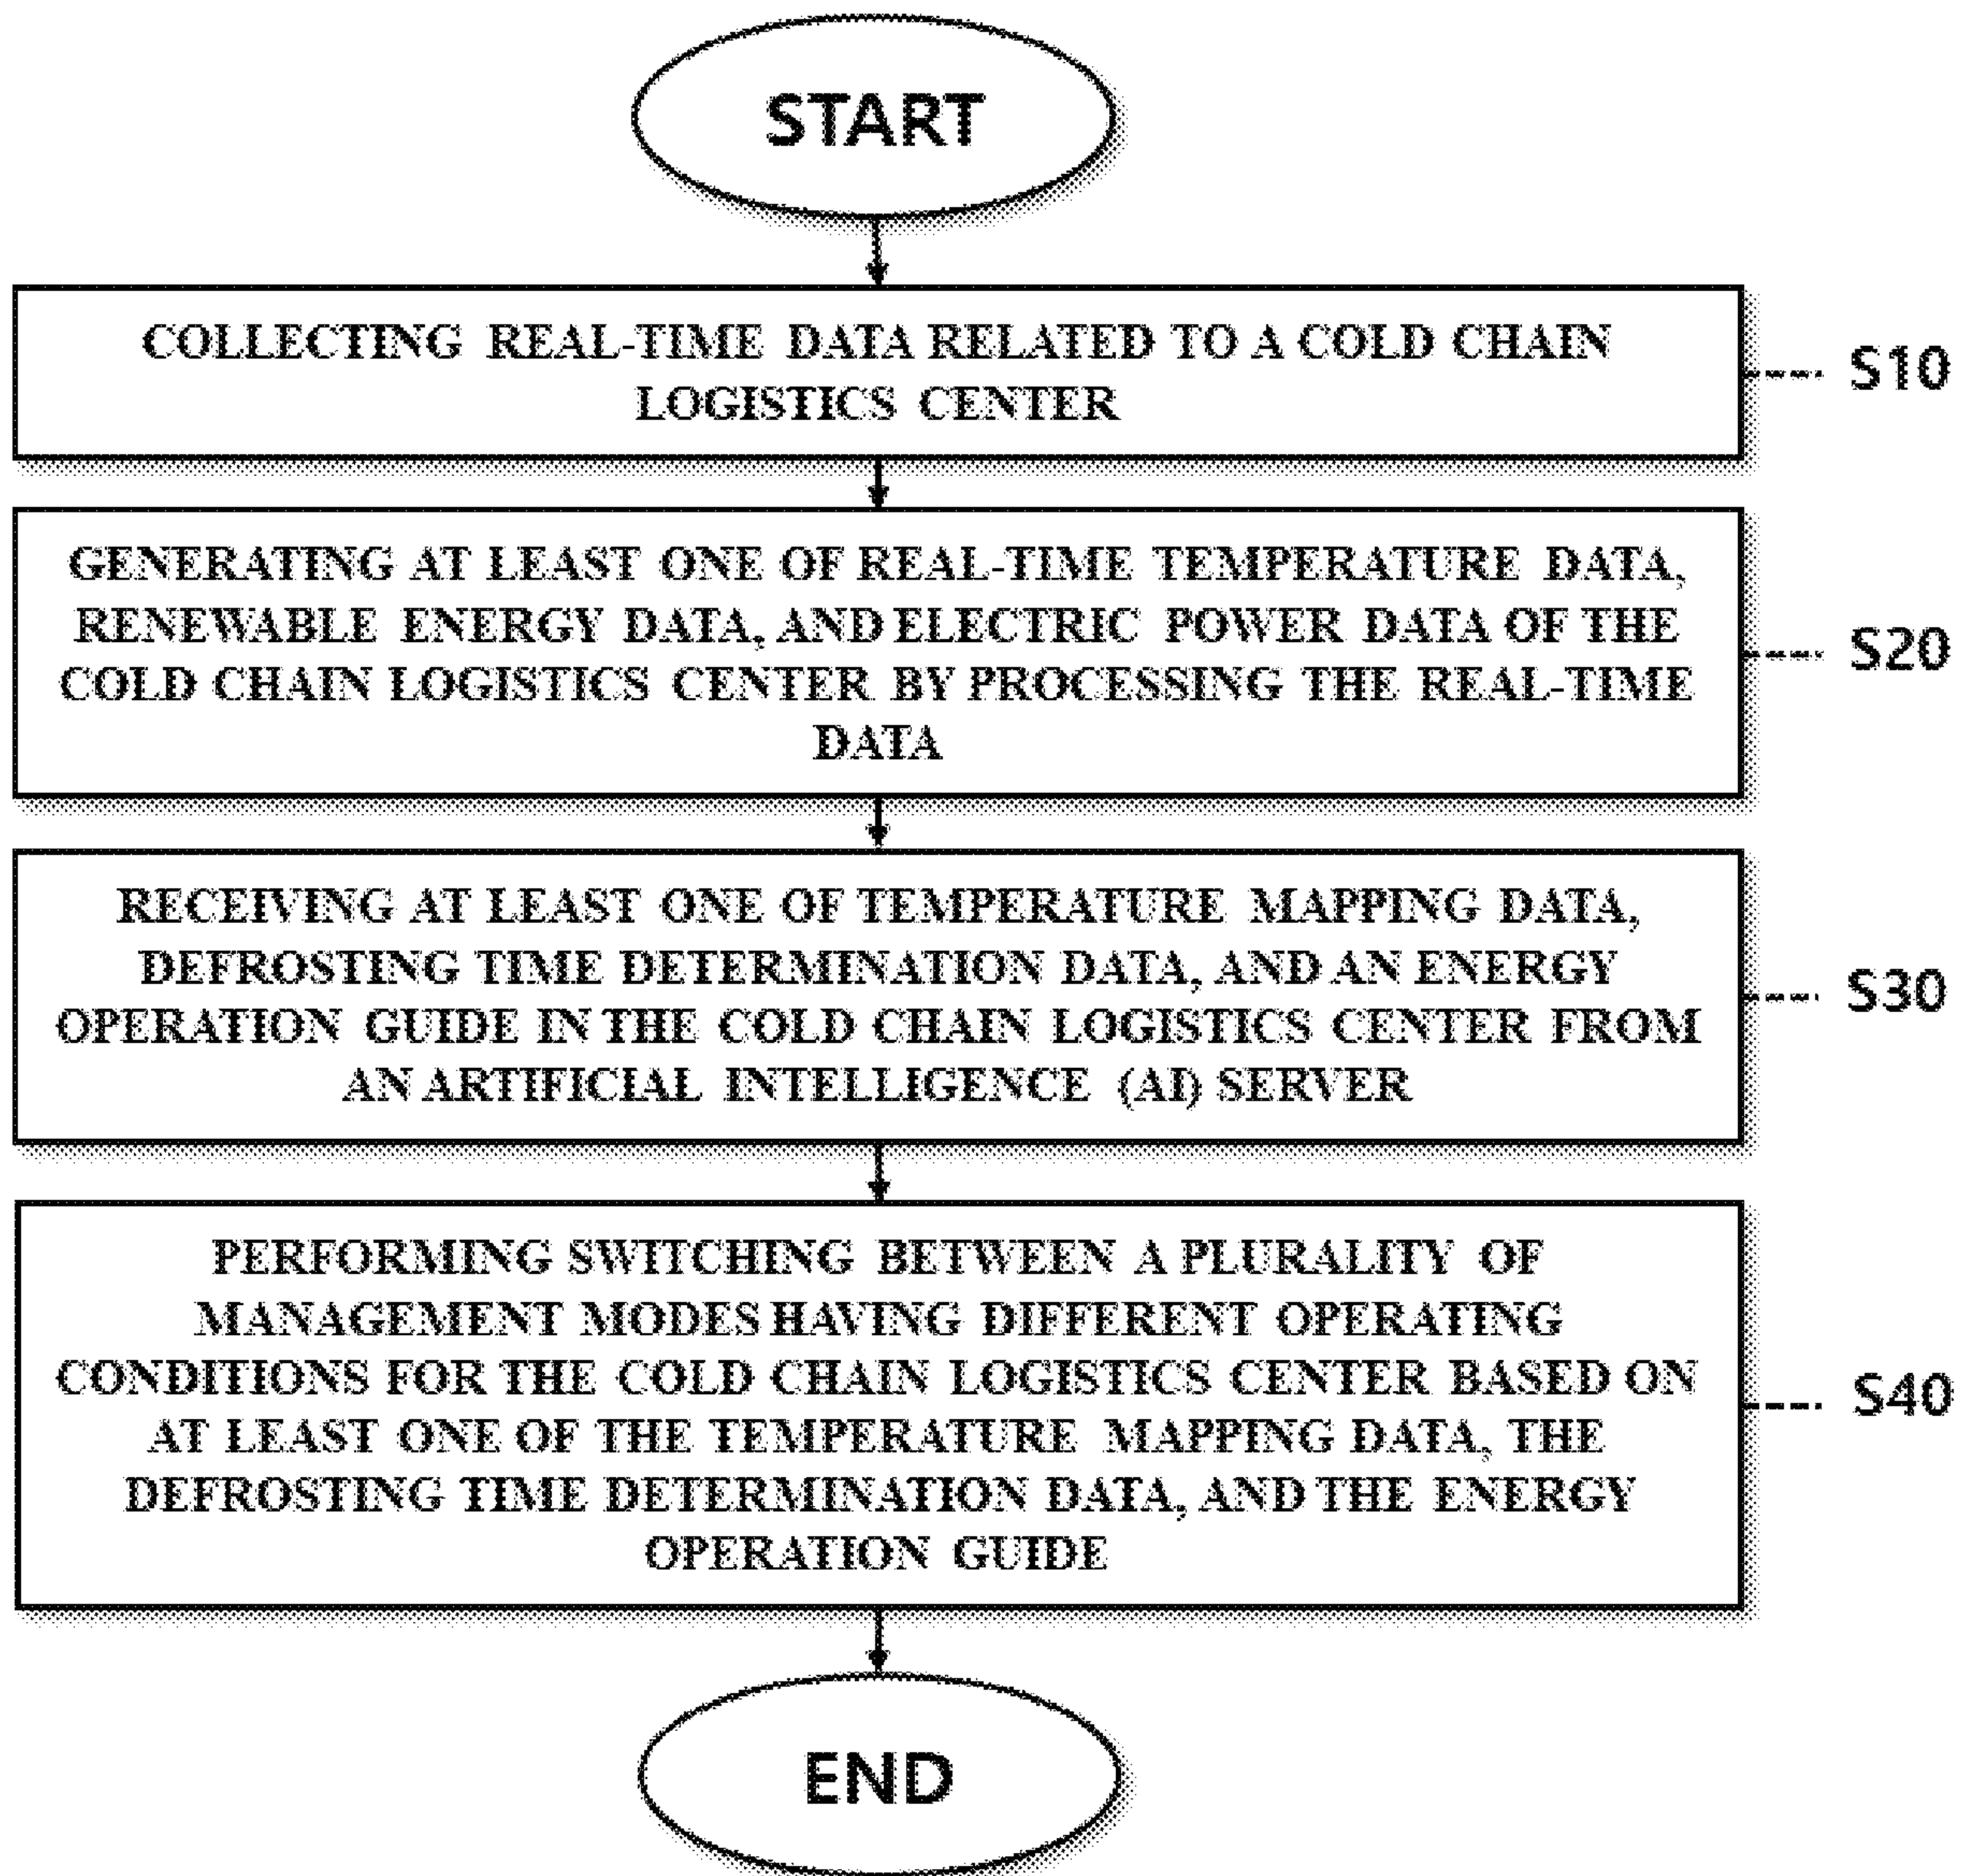 START
COLLECTING REAL-TIME DATA RELATED TO A COLD CHAIN
LOGISTICS CENTER
S10
GENERATING AT LEAST ONE OF REAL-TIME TEMPERATURE DATA,
RENEWABLE ENERGY DATA, AND ELECTRIC POWER DATA OF THE
COLD CHAIN LOGISTICS CENTER BY PROCESSING THE REAL-TIME
DATA
S20
RECEIVING AT LEAST ONE OF TEMPERATURE MAPPING DATA,
DEFROSTING TIME DETERMINATION DATA, AND AN ENERGY
OPERATION GUIDE IN THE COLD CHAIN LOGISTICS CENTER FROM
AN ARTIFICIAL INTELLIGENCE (AI) SERVER
S30
PERFORMING SWITCHING BETWEEN A PLURALITY OF
MANAGEMENT MODES HAVING DIFFERENT OPERATING
CONDITIONS FOR THE COLD CHAIN LOGISTICS CENTER BASED ON
AT LEAST ONE OF THE TEMPERATURE MAPPING DATA, THE
DEFROSTING TIME DETERMINATION DATA, AND THE ENERGY
OPERATION GUIDE
S40
END